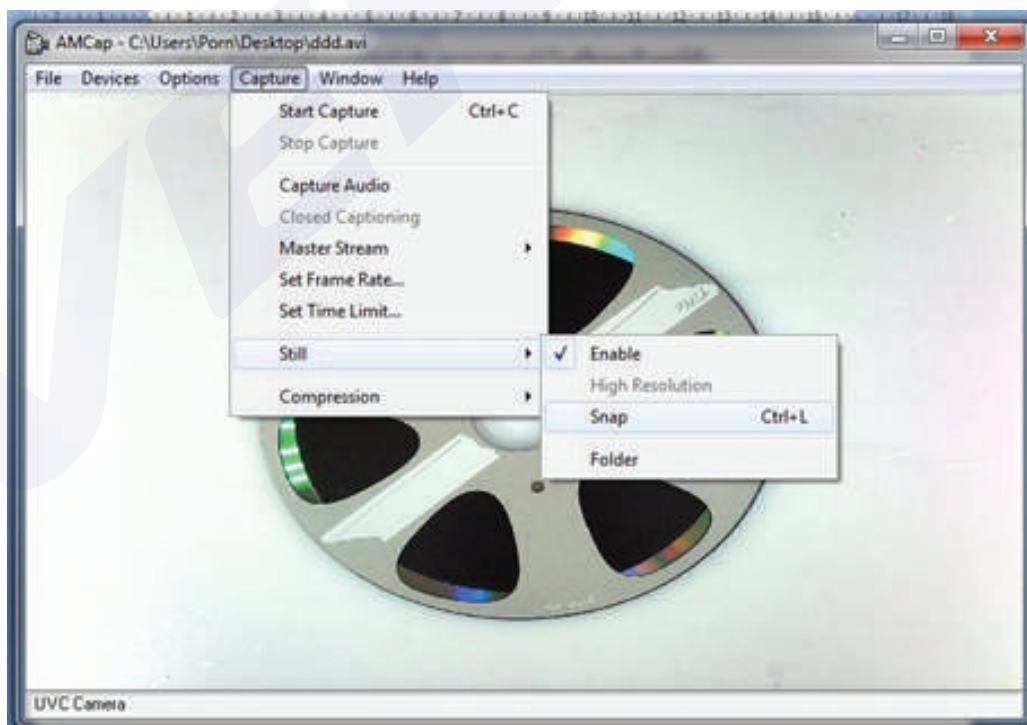 AMCap - C:\Users\Porn\Desktop\ddd.avi
File Devices Options Capture Window Help
Start Capture Ctrl+C
Stop Capture
Capture Audio
Closed Captioning
Master Stream
Set Frame Rate...
Set Time Limit...
Still
Compression
Enable
High Resolution
Snap Ctrl+L
Folder
UVC Camera